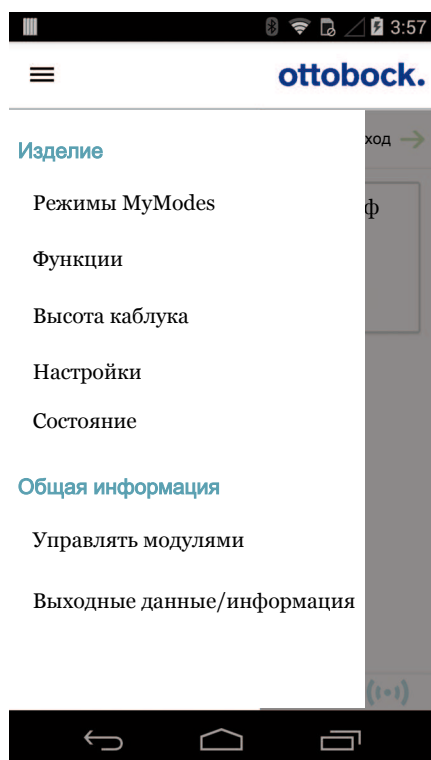 3:57
ottobock.
Изделие
ход
Режимы MyModes
ф
Функции
Высота каблука
Настройки
Состояние
Общая информация
Управлять модулями
Выходные данные/информация